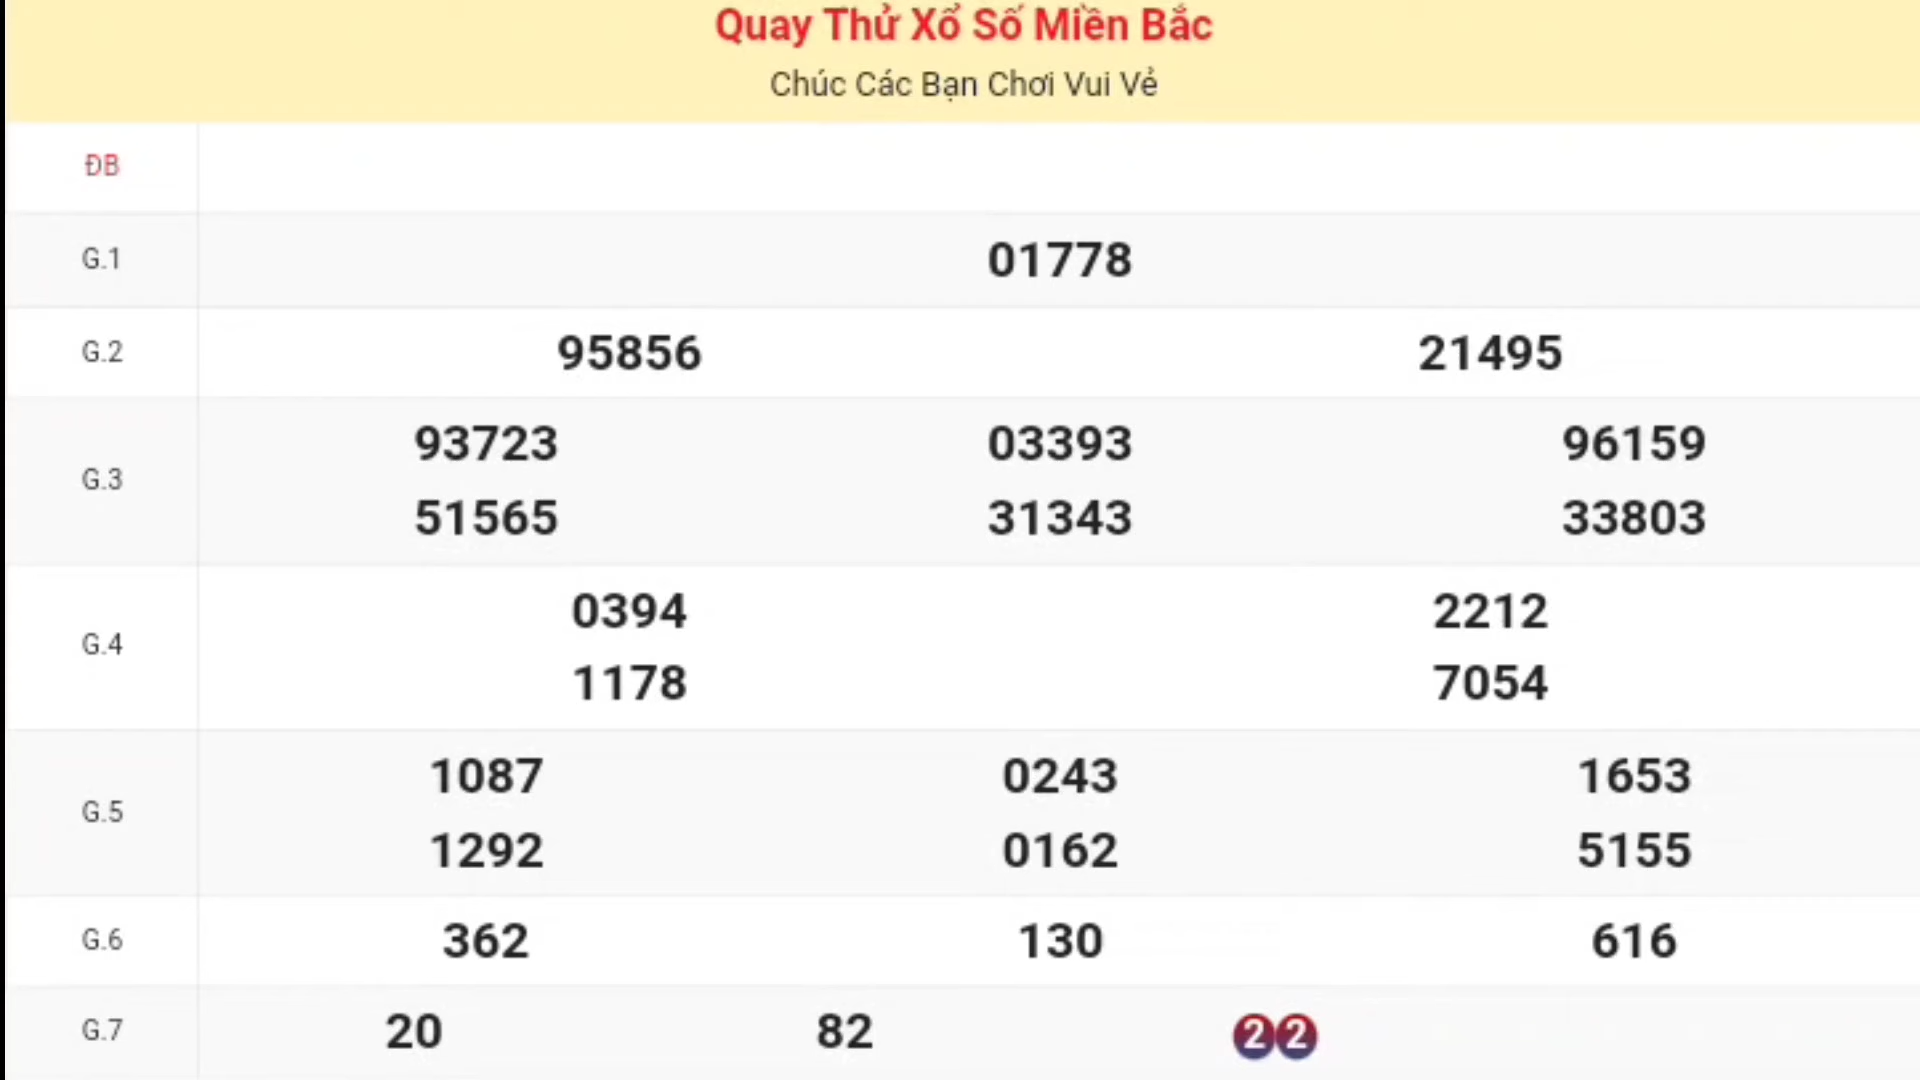 Quay Thử Xổ Số Miền Bắc
Chúc Các Bạn Chơi Vui Vẻ
ĐB
G.1 01778
G.2 95856 21495
G.3 93723 03393 96159
51565 31343 33803
G.4 0394 2212
1178 7054
G.5 1087 0243 1653
1292 0162 5155
G.6 362 130 616
G.7 20 82 22